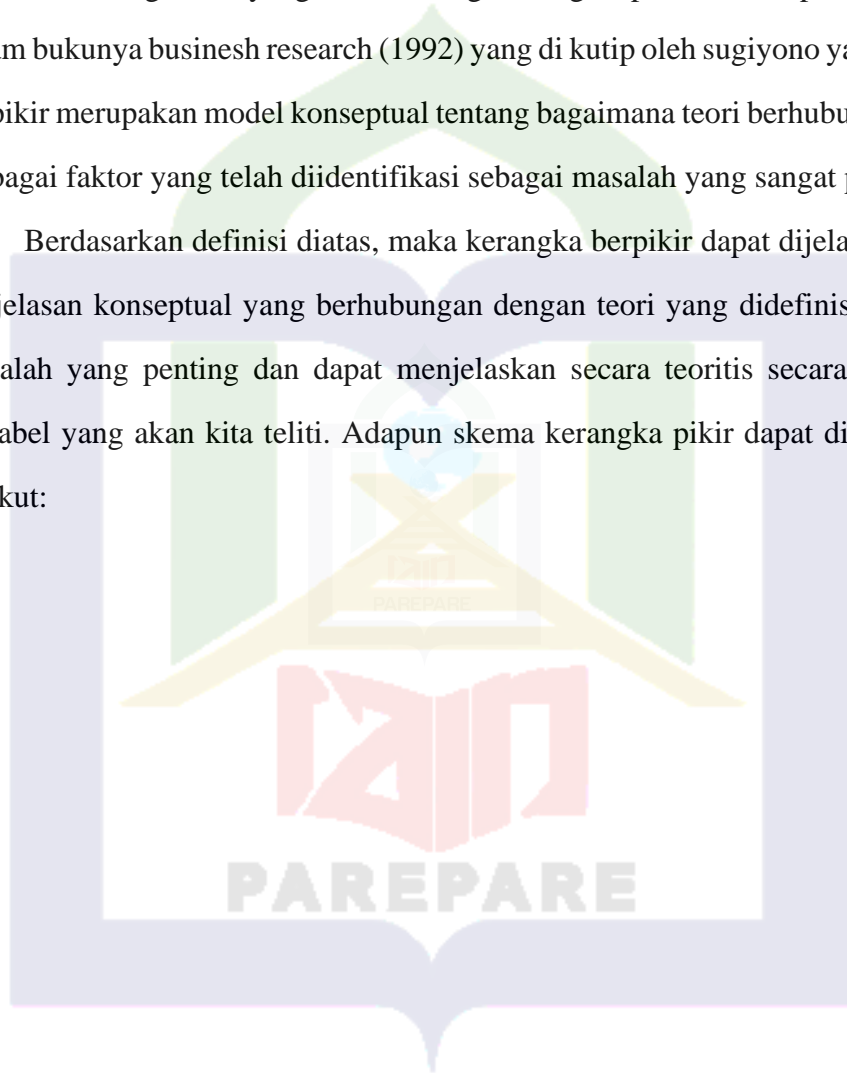 am bukunya businesh research (1992) yang di kutip oleh sugiyono ya
pikir merupakan model konseptual tentang bagaimana teori berhubu
bagai faktor yang telah diidentifikasi sebagai masalah yang sangat p
Berdasarkan definisi diatas, maka kerangka berpikir dapat dijela
jelasan konseptual yang berhubungan dengan teori yang didefinis
alah yang penting dan dapat menjelaskan secara teoritis secara
abel yang akan kita teliti. Adapun skema kerangka pikir dapat di
kut:
IAIN
PAREPARE
IAIN
PAREPARE